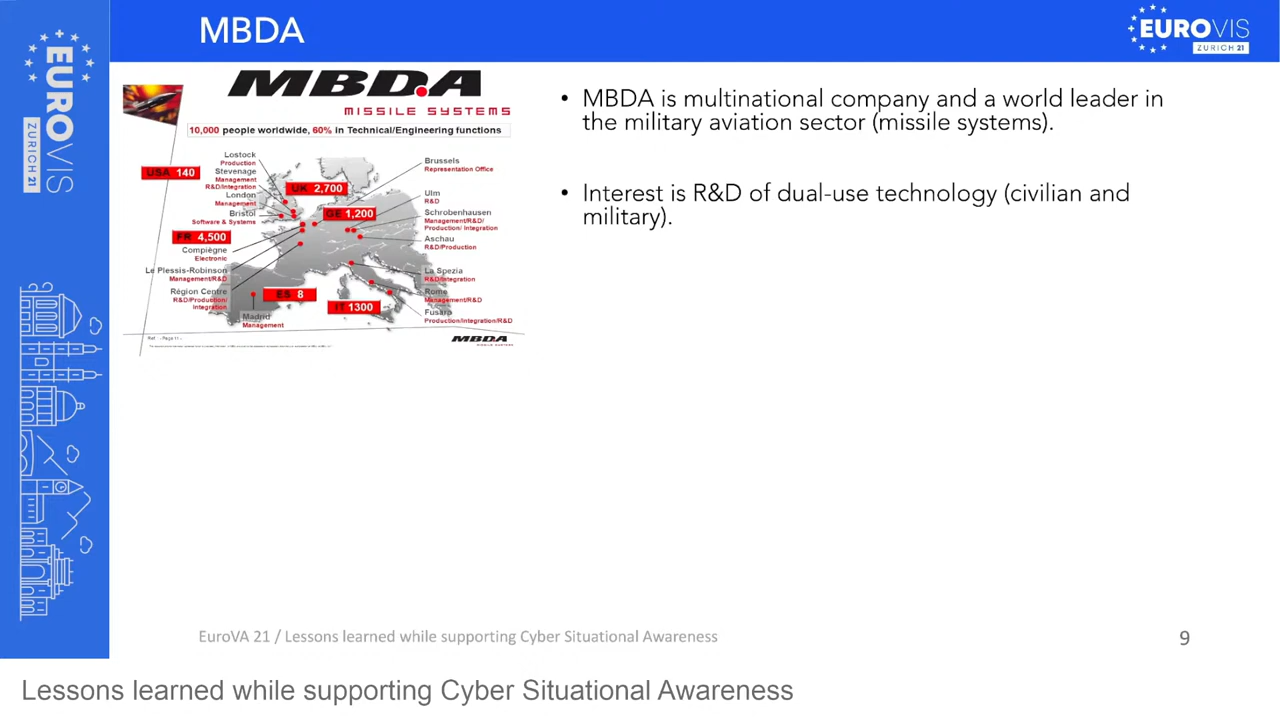 MBDA
EUROVIS
ZURICH 21
EUROVIS
ZURICH 21
MBDA
MISSILE SYSTEMS
10,000 people worldwide, 60% in Technical/Engineering functions
USA 140
Lostock
Production
Stevenage
Management
R&D/Integration
London
Management
Bristol
Software & Systems
UK 2,700
GE 1,200
FR 4,500
Compiègne
Electronic
Le Plessis-Robinson
Management/R&D
Région Centre
R&D/Production/
Integration
ES 8
Madrid
Management
IT 1300
Brussels
Representation Office
Ulm
R&D
Schrobenhausen
Management/R&D/
Production/ Integration
Aschau
R&D/Production
La Spezia
R&D/Integration
Rome
Management/R&D
Fusaro
Production/Integration/R&D
Ref. - Page 11 -
MBDA
MISSILE SYSTEMS
• MBDA is multinational company and a world leader in
the military aviation sector (missile systems).
• Interest is R&D of dual-use technology (civilian and
military).
EuroVA 21 / Lessons learned while supporting Cyber Situational Awareness
9
Lessons learned while supporting Cyber Situational Awareness